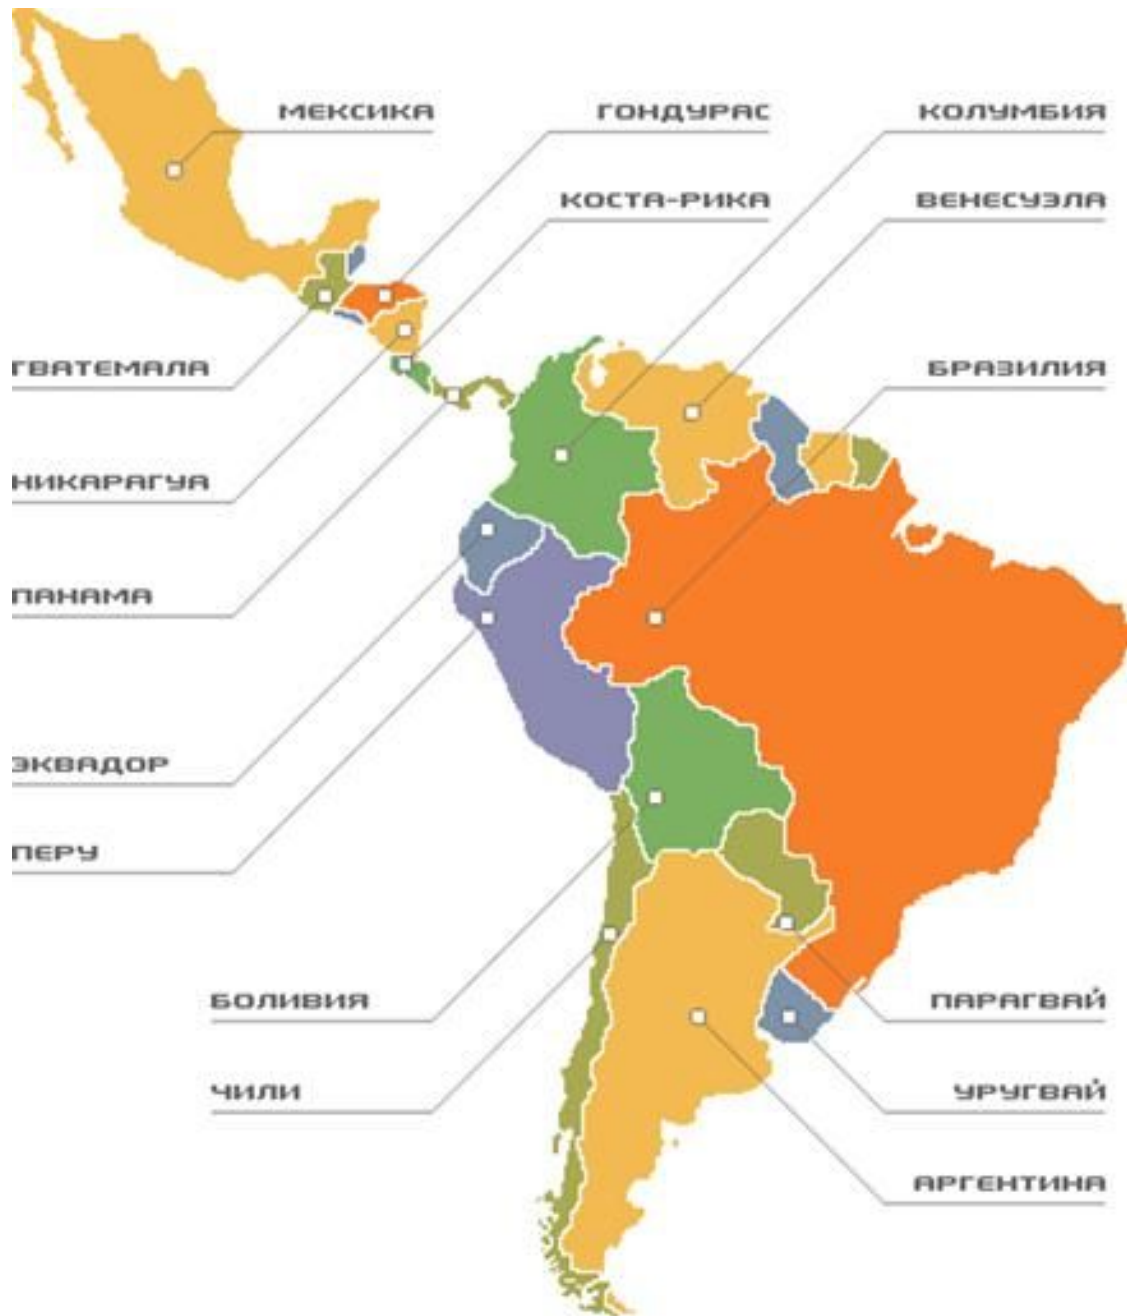 МЕКСИКА
ГОНДУРАС
КОЛУМБИЯ
КОСТА-РИКА
ВЕНЕСУЭЛА
ГВАТЕМАЛА
БРАЗИЛИЯ
НИКАРАГУА
ПАНАМА
ЭКВАДОР
ПЕРУ
БОЛИВИЯ
ПАРАГВАЙ
ЧИЛИ
УРУГВАЙ
АРГЕНТИНА